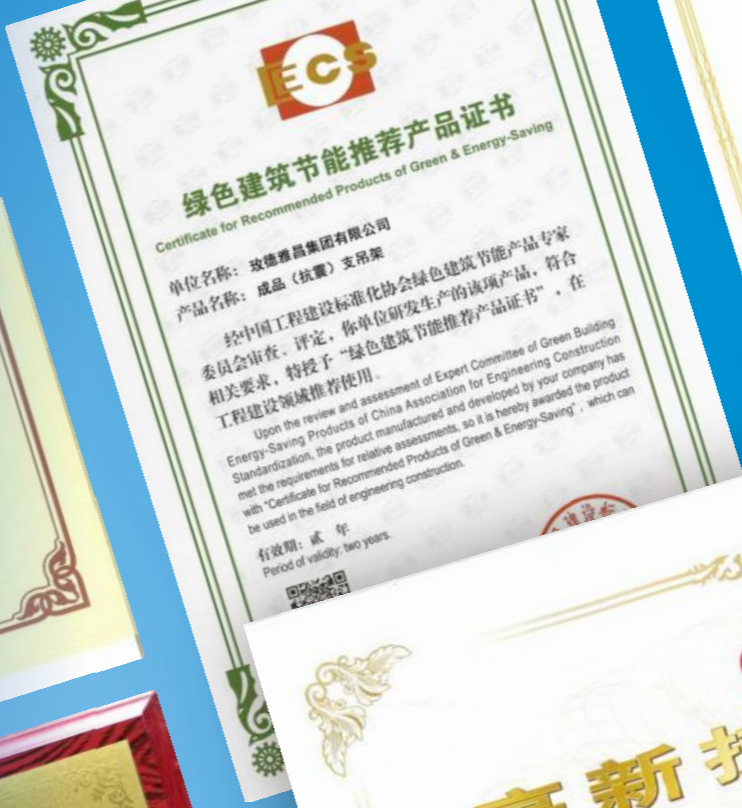 ECS
绿色建筑节能推荐产品证书
Certificate for Recommended Products of Green & Energy-Saving
单位名称：玫德雅昌集团有限公司
产品名称：成品（抗震）支吊架
经中国工程建设标准化协会绿色建筑节能产品专家
委员会审查、评定，你单位研发生产的该项产品，符合
相关要求，特授予“绿色建筑节能推荐产品证书”，在
工程建设领域推荐使用。
Upon the review and assessment of Expert Committee of Green Building
Energy-Saving Products of China Association for Engineering Construction
Standardization, the product manufactured and developed by your company has
met the requirements for relative assessments, so it is hereby awarded the product
with "Certificate for Recommended Products of Green & Energy-Saving", which can
be used in the field of engineering construction.
有效期：贰 年
Period of validity: two years.
建设标
高新技